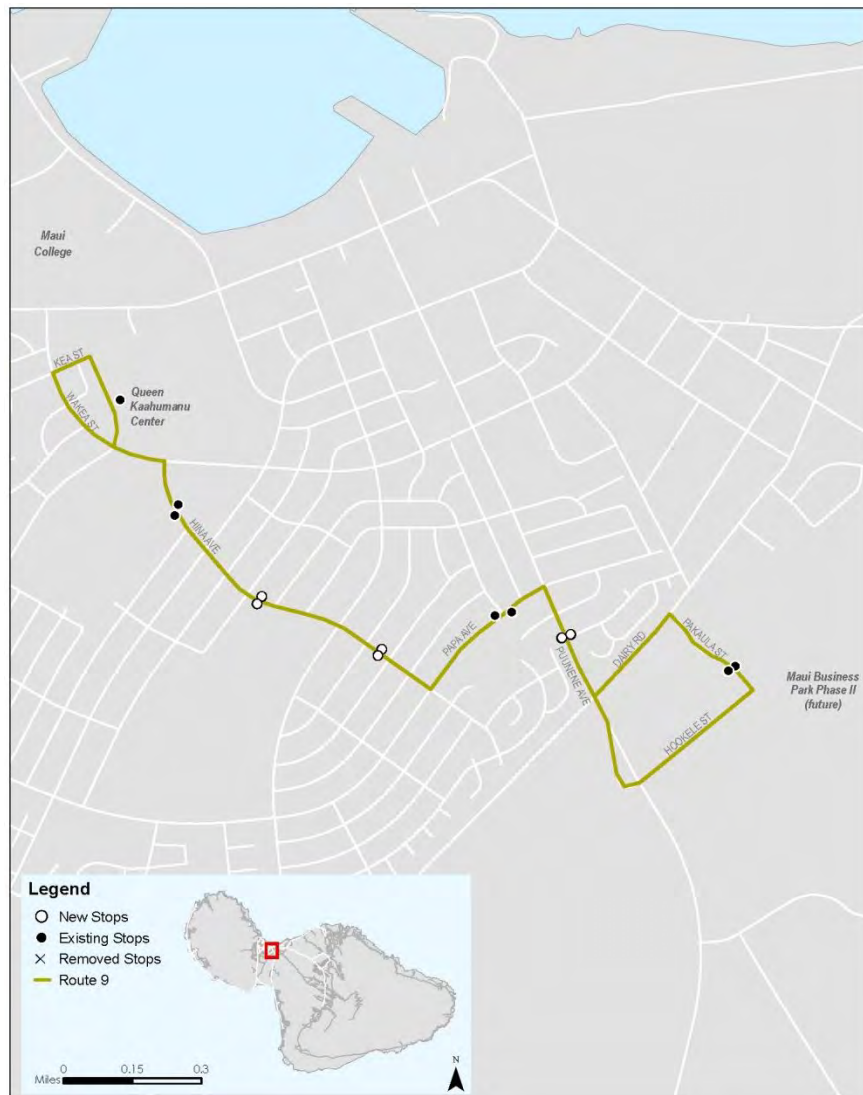 Maui
College
KEA ST
WAKEA ST
Queen
Kaahumanu
Center
HINA AVE
PAPA AVE
PUUNENE AVE
DAIRY RD
PAKAULA ST
HOOKELE ST
Maui Business
Park Phase II
(future)
Legend
New Stops
Existing Stops
Removed Stops
Route 9
0 0.15 0.3
Miles
N